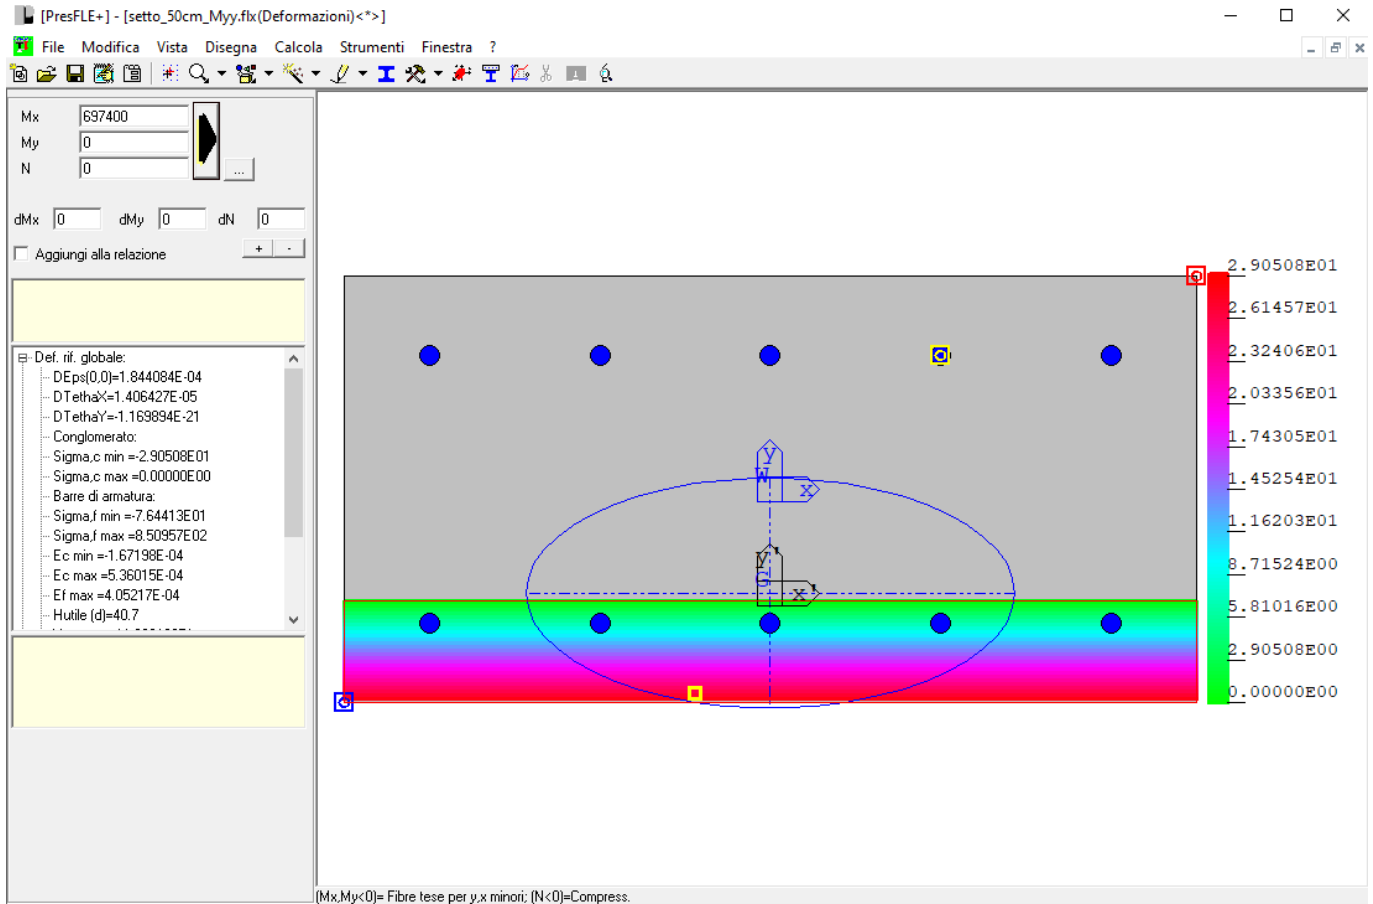 [PresFLE+] - [setto_50cm_Myy.flx(Deformazioni)<*>]
File Modifica Vista Disegna Calcola Strumenti Finestra ?
Mx 697400
My 0
N 0
...
dMx 0 dMy 0 dN 0
Aggiungi alla relazione + -
Def. rif. globale:
DEps(0,0)=1.844084E-04
DTethaX=1.406427E-05
DTethaY=-1.169894E-21
Conglomerato:
Sigma,c min =-2.90508E01
Sigma,c max =0.00000E00
Barre di armatura:
Sigma,f min =-7.64413E01
Sigma,f max =8.50957E02
Ec min =-1.67198E-04
Ec max =5.36015E-04
Ef max =4.05217E-04
Hutile (d)=40.7
2.90508E01
2.61457E01
2.32406E01
2.03356E01
1.74305E01
1.45254E01
1.16203E01
8.71524E00
5.81016E00
2.90508E00
0.00000E00
y
W
x
y'
G
x'
(Mx,My<0)= Fibre tese per y,x minori; (N<0)=Compress.